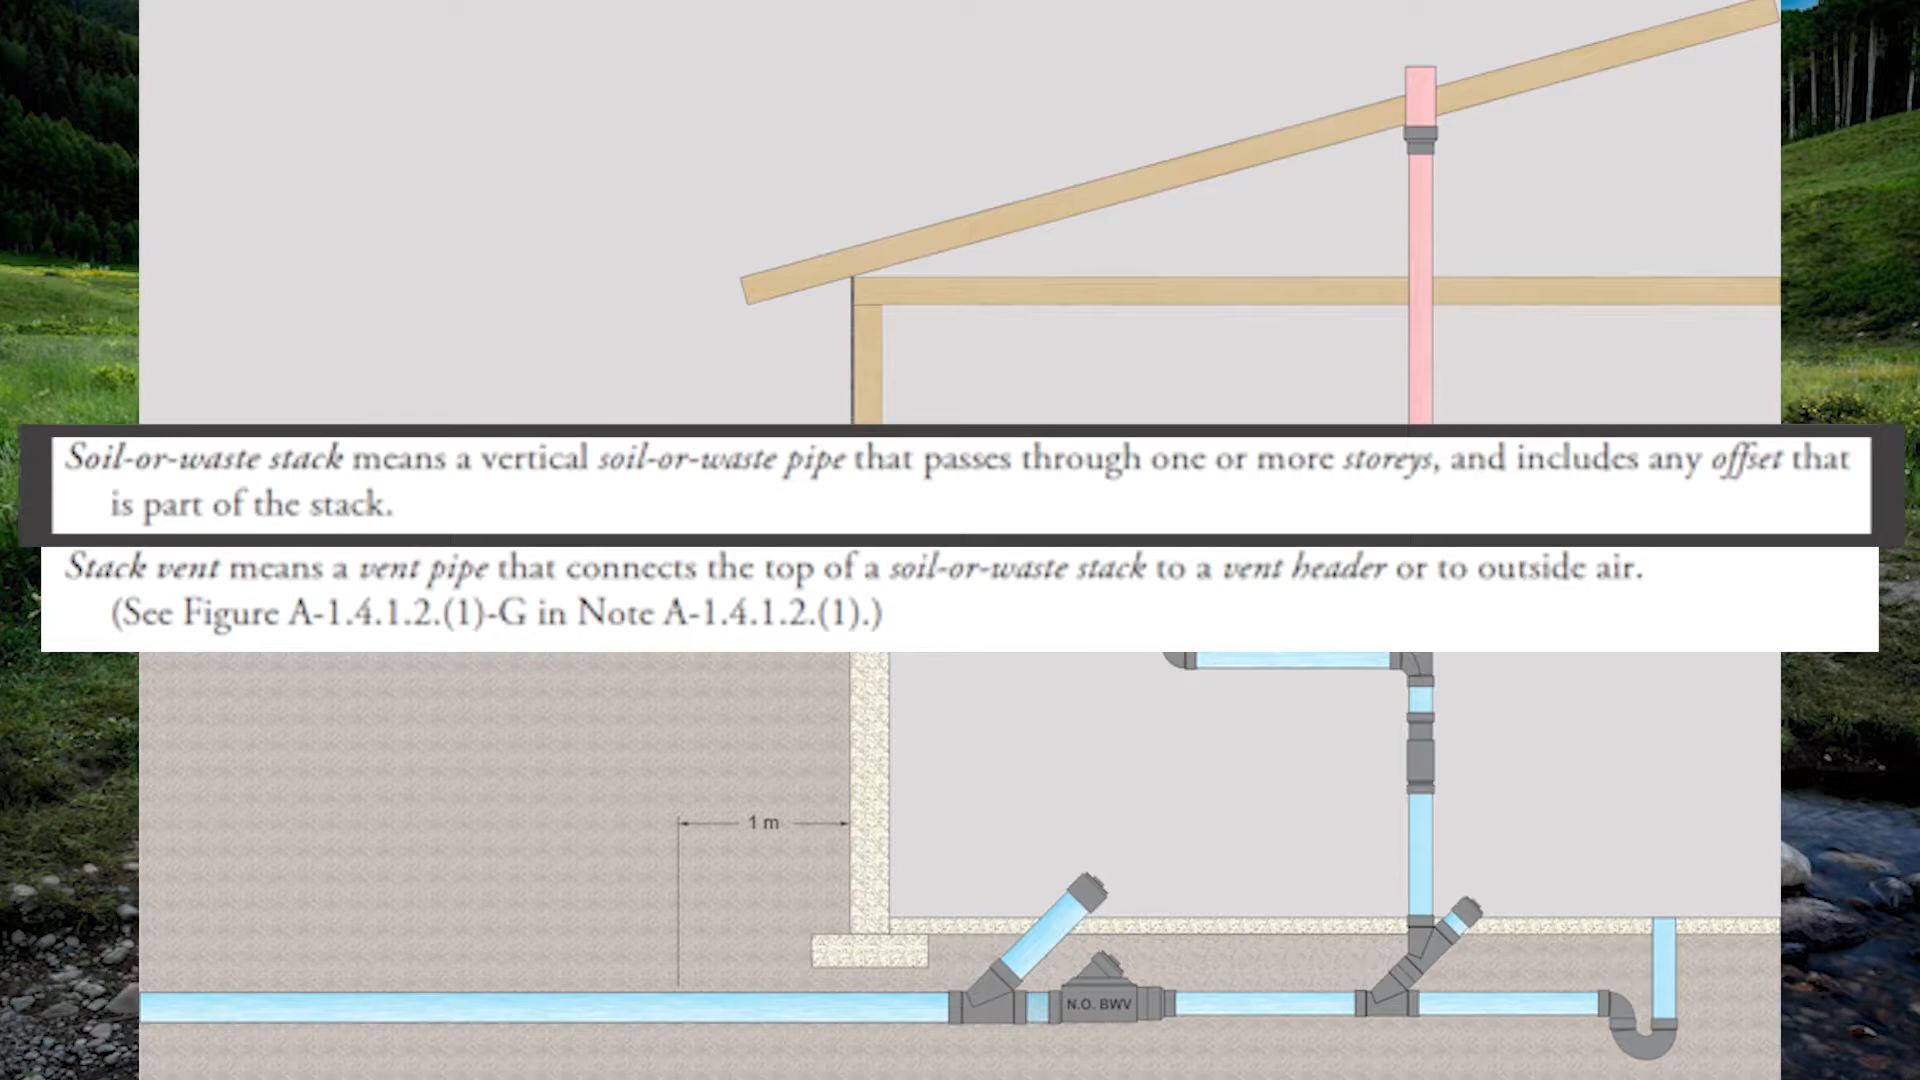 Soil-or-waste stack means a vertical soil-or-waste pipe that passes through one or more storeys, and includes any offset that
is part of the stack.
Stack vent means a vent pipe that connects the top of a soil-or-waste stack to a vent header or to outside air.
(See Figure A-1.4.1.2.(1)-G in Note A-1.4.1.2.(1).)
1 m
N.O. BWV